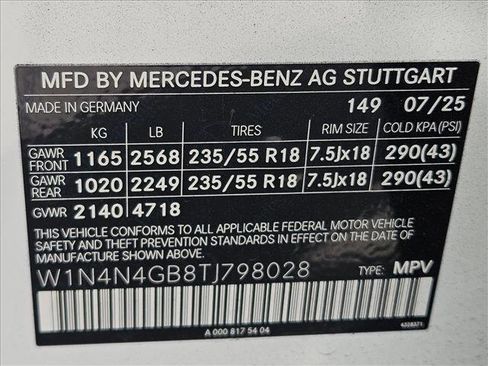 MFD BY MERCEDES-BENZ AG STUTTGART
MADE IN GERMANY 149 07/25
KG LB TIRES RIM SIZE COLD KPA(PSI)
GAWR FRONT 1165 2568 235/55 R18 7.5Jx18 290(43)
GAWR REAR 1020 2249 235/55 R18 7.5Jx18 290(43)
GVWR 2140 4718
THIS VEHICLE CONFORMS TO ALL APPLICABLE FEDERAL MOTOR VEHICLE
SAFETY STANDARDS IN EFFECT ON THE DATE OF
MANUFACTURE SHOWN ABOVE.
W1N4N4GB8TJ798028 TYPE: MPV
A 000 817 54 04